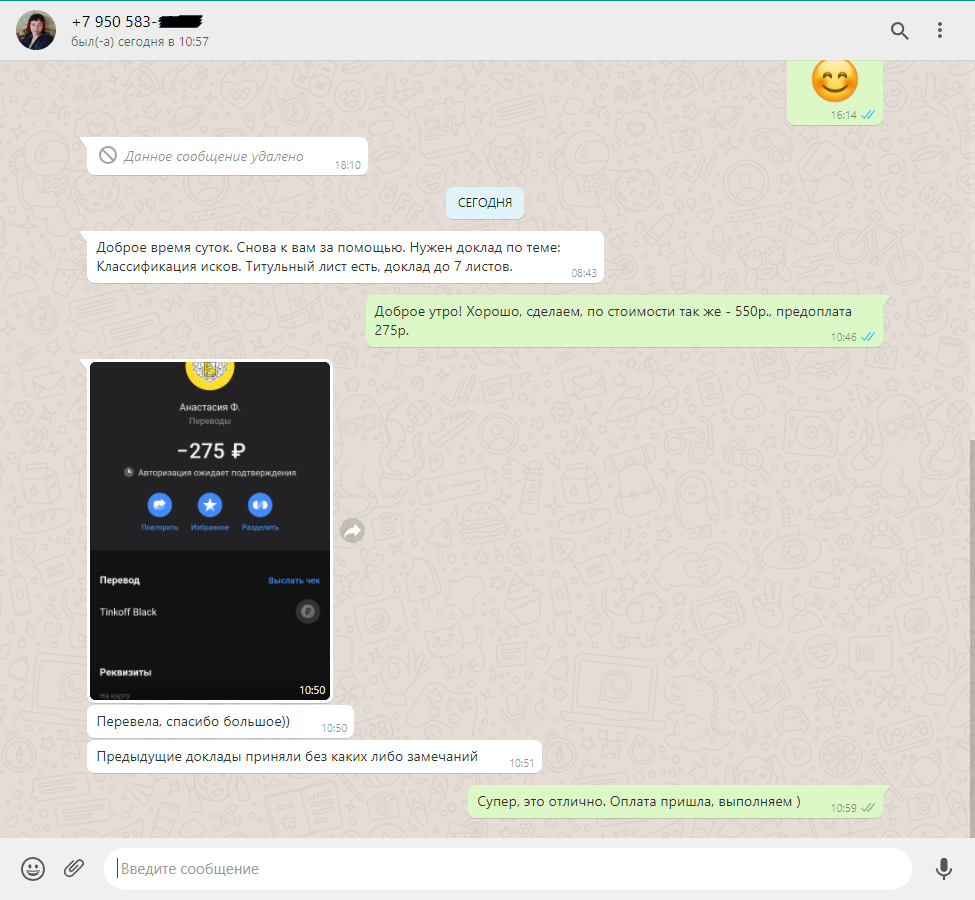 +7 950 583-
был(-а) сегодня в 10:57
16:14
Данное сообщение удалено
18:10
СЕГОДНЯ
Доброе время суток. Снова к вам за помощью. Нужен доклад по теме:
Классификация исков. Титульный лист есть, доклад до 7 листов.
08:43
Доброе утро! Хорошо, сделаем, по стоимости так же - 550р., предоплата
275р.
10:46
Анастасия Ф.
Переводы
−275 ₽
Авторизация ожидает подтверждения
Повторить Избранное Разделить
Перевод Выслать чек
Tinkoff Black
Реквизиты
На карту
10:50
Перевела, спасибо большое))
10:50
Предыдущие доклады приняли без каких либо замечаний
10:51
Супер, это отлично. Оплата пришла, выполняем )
10:59
Введите сообщение